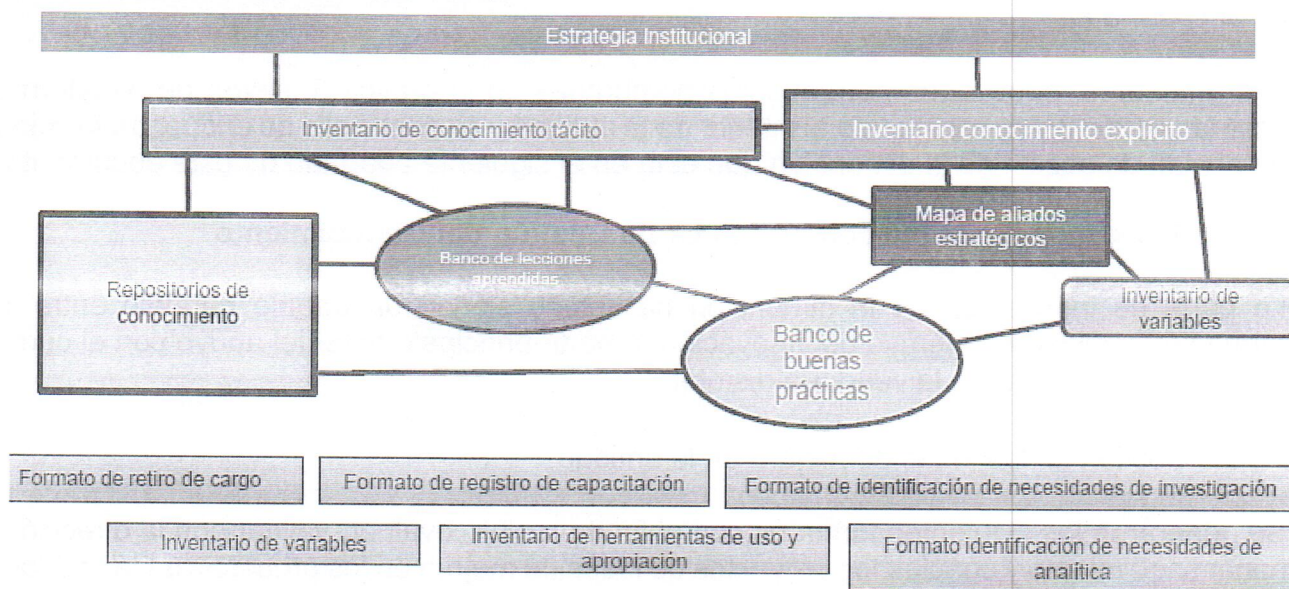 Estrategia Institucional
Inventario de conocimiento tácito
Inventario conocimiento explícito
Mapa de aliados
estratégicos
Banco de lecciones
aprendidas
Repositorios de
conocimiento
Inventario de
variables
Banco de
buenas
prácticas
Formato de retiro de cargo
Formato de registro de capacitación
Formato de identificación de necesidades de investigación
Inventario de variables
Inventario de herramientas de uso y
apropiación
Formato identificación de necesidades de
analítica